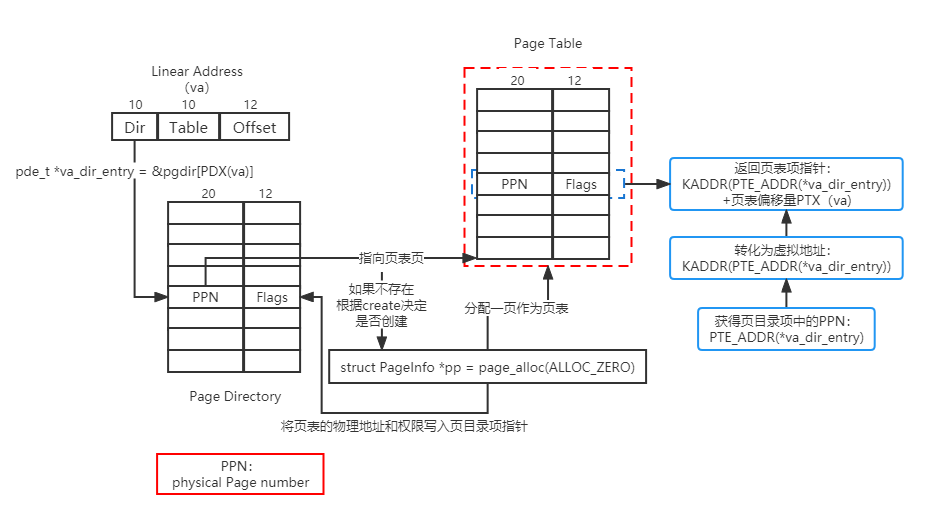 Page Table
Linear Address
（va）
10
10
12
Dir
Table
Offset
pde_t *va_dir_entry = &pgdir[PDX(va)]
20
12
PPN
Flags
20
12
PPN
Flags
Page Directory
指向页表页
如果不存在
根据create决定
是否创建
分配一页作为页表
struct PageInfo *pp = page_alloc(ALLOC_ZERO)
将页表的物理地址和权限写入页目录项指针
返回页表项指针：
KADDR(PTE_ADDR(*va_dir_entry))
+页表偏移量PTX（va）
转化为虚拟地址：
KADDR(PTE_ADDR(*va_dir_entry))
获得页目录项中的PPN：
PTE_ADDR(*va_dir_entry)
PPN：
physical Page number